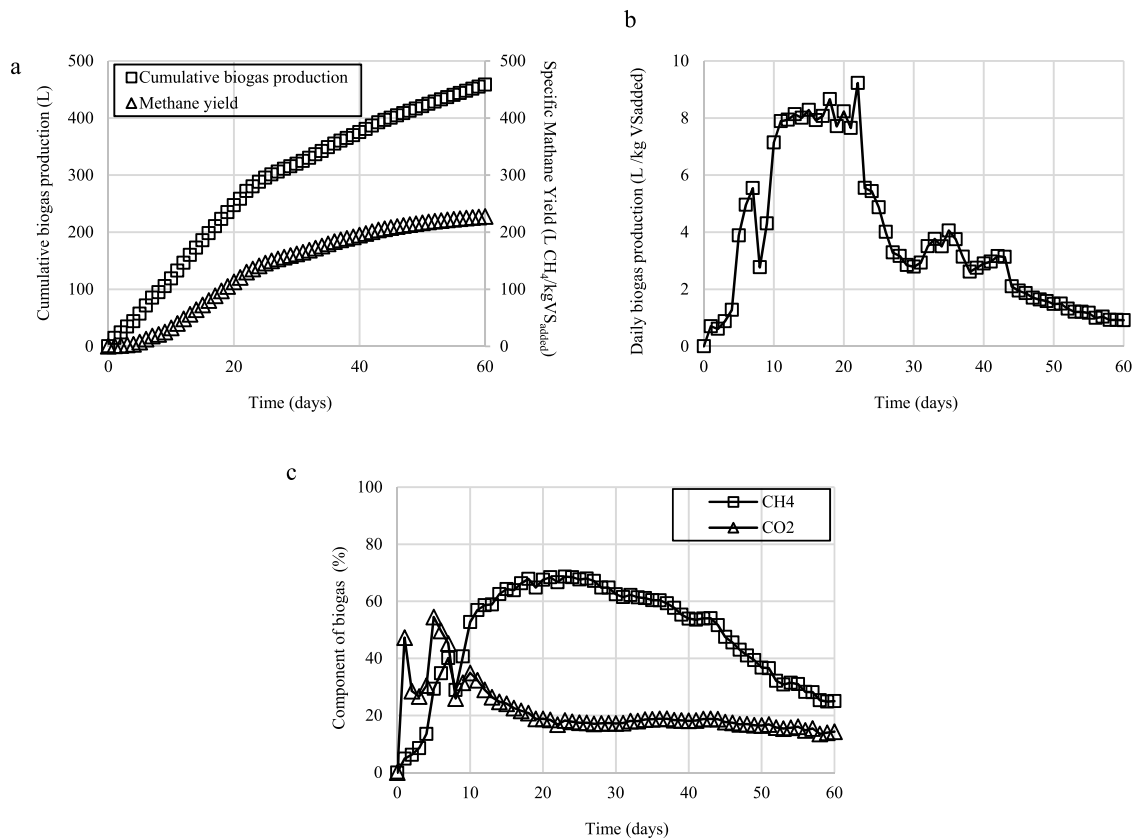 a
500
400
300
200
100
0
Cumulative biogas production (L)
Cumulative biogas production
Methane yield
500
400
300
200
100
0
Specific Mathane Yield (L CH4/kgVSadded)
0 20 40 60
Time (days)
b
10
8
6
4
2
0
Daily biogas production (L /kg VSadded)
0 10 20 30 40 50 60
Time (days)
c
100
80
60
40
20
0
Component of biogas (%)
CH4
CO2
0 10 20 30 40 50 60
Time (days)